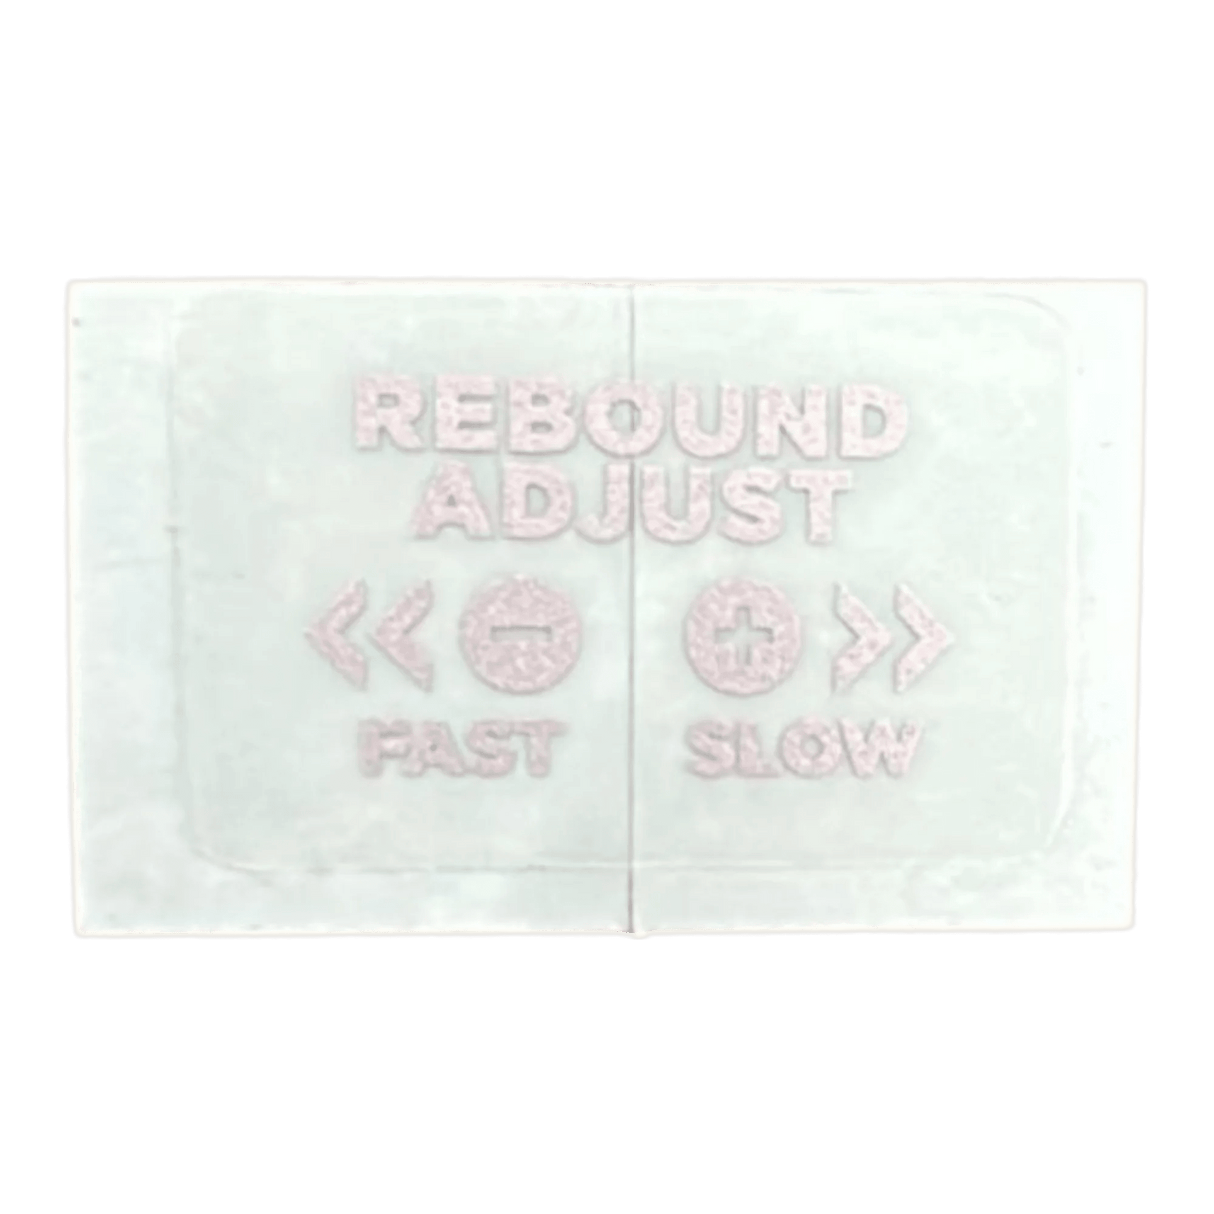 REBOUND
ADJUST
<< - + >>
FAST SLOW